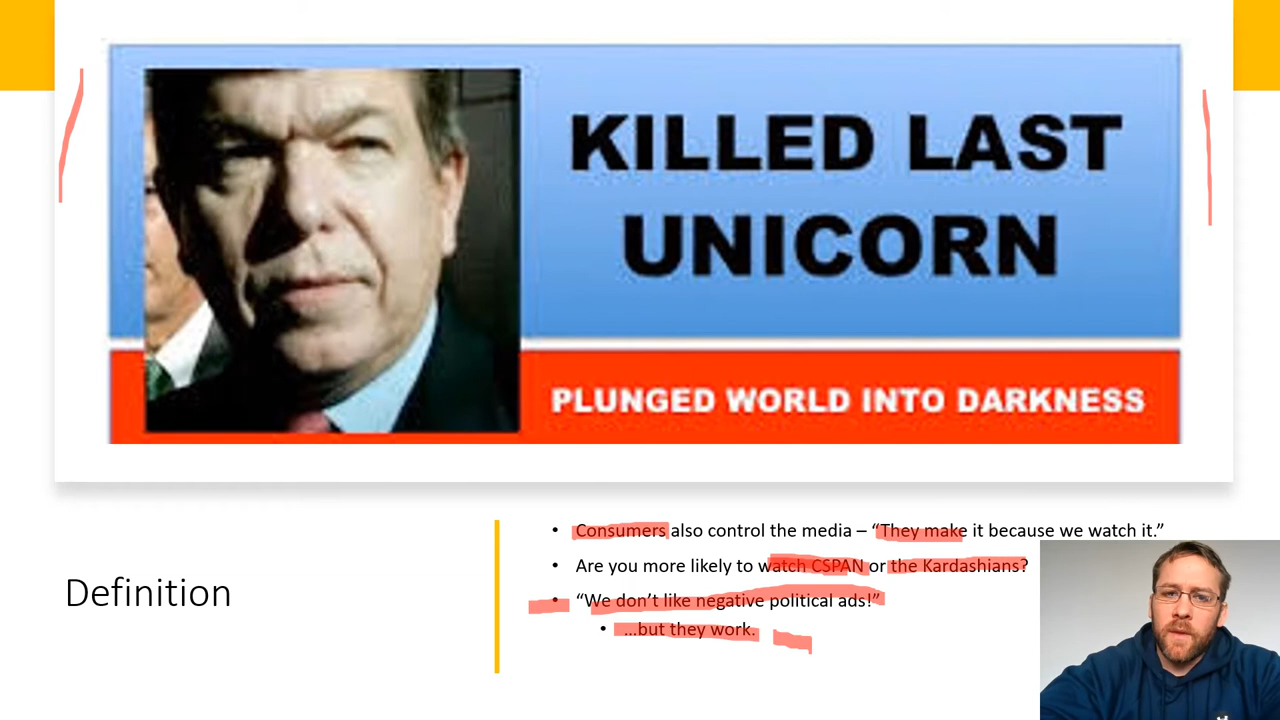 KILLED LAST
UNICORN
PLUNGED WORLD INTO DARKNESS
Definition
• Consumers also control the media – “They make it because we watch it.”
• Are you more likely to watch CSPAN or the Kardashians?
• “We don’t like negative political ads!”
• …but they work.